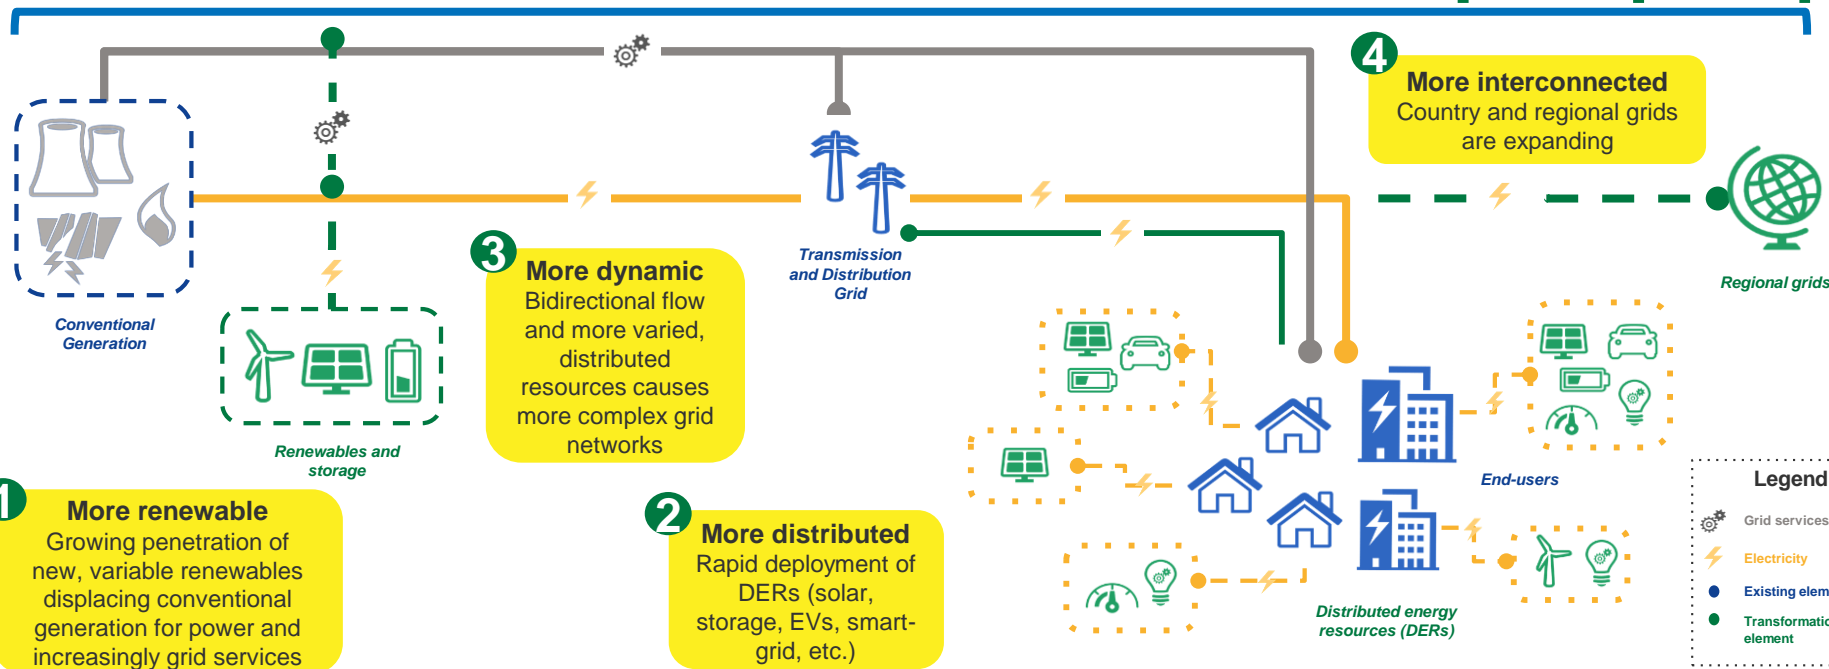 4
More interconnected
Country and regional grids
are expanding
Regional grids
3
More dynamic
Bidirectional flow
and more varied,
distributed
resources causes
more complex grid
networks
Transmission
and Distribution
Grid
Conventional
Generation
Renewables and
storage
1
More renewable
Growing penetration of
new, variable renewables
displacing conventional
generation for power and
increasingly grid services
2
More distributed
Rapid deployment of
DERs (solar,
storage, EVs, smart-
grid, etc.)
End-users
Distributed energy
resources (DERs)
Legend
Grid services
Electricity
Existing
element